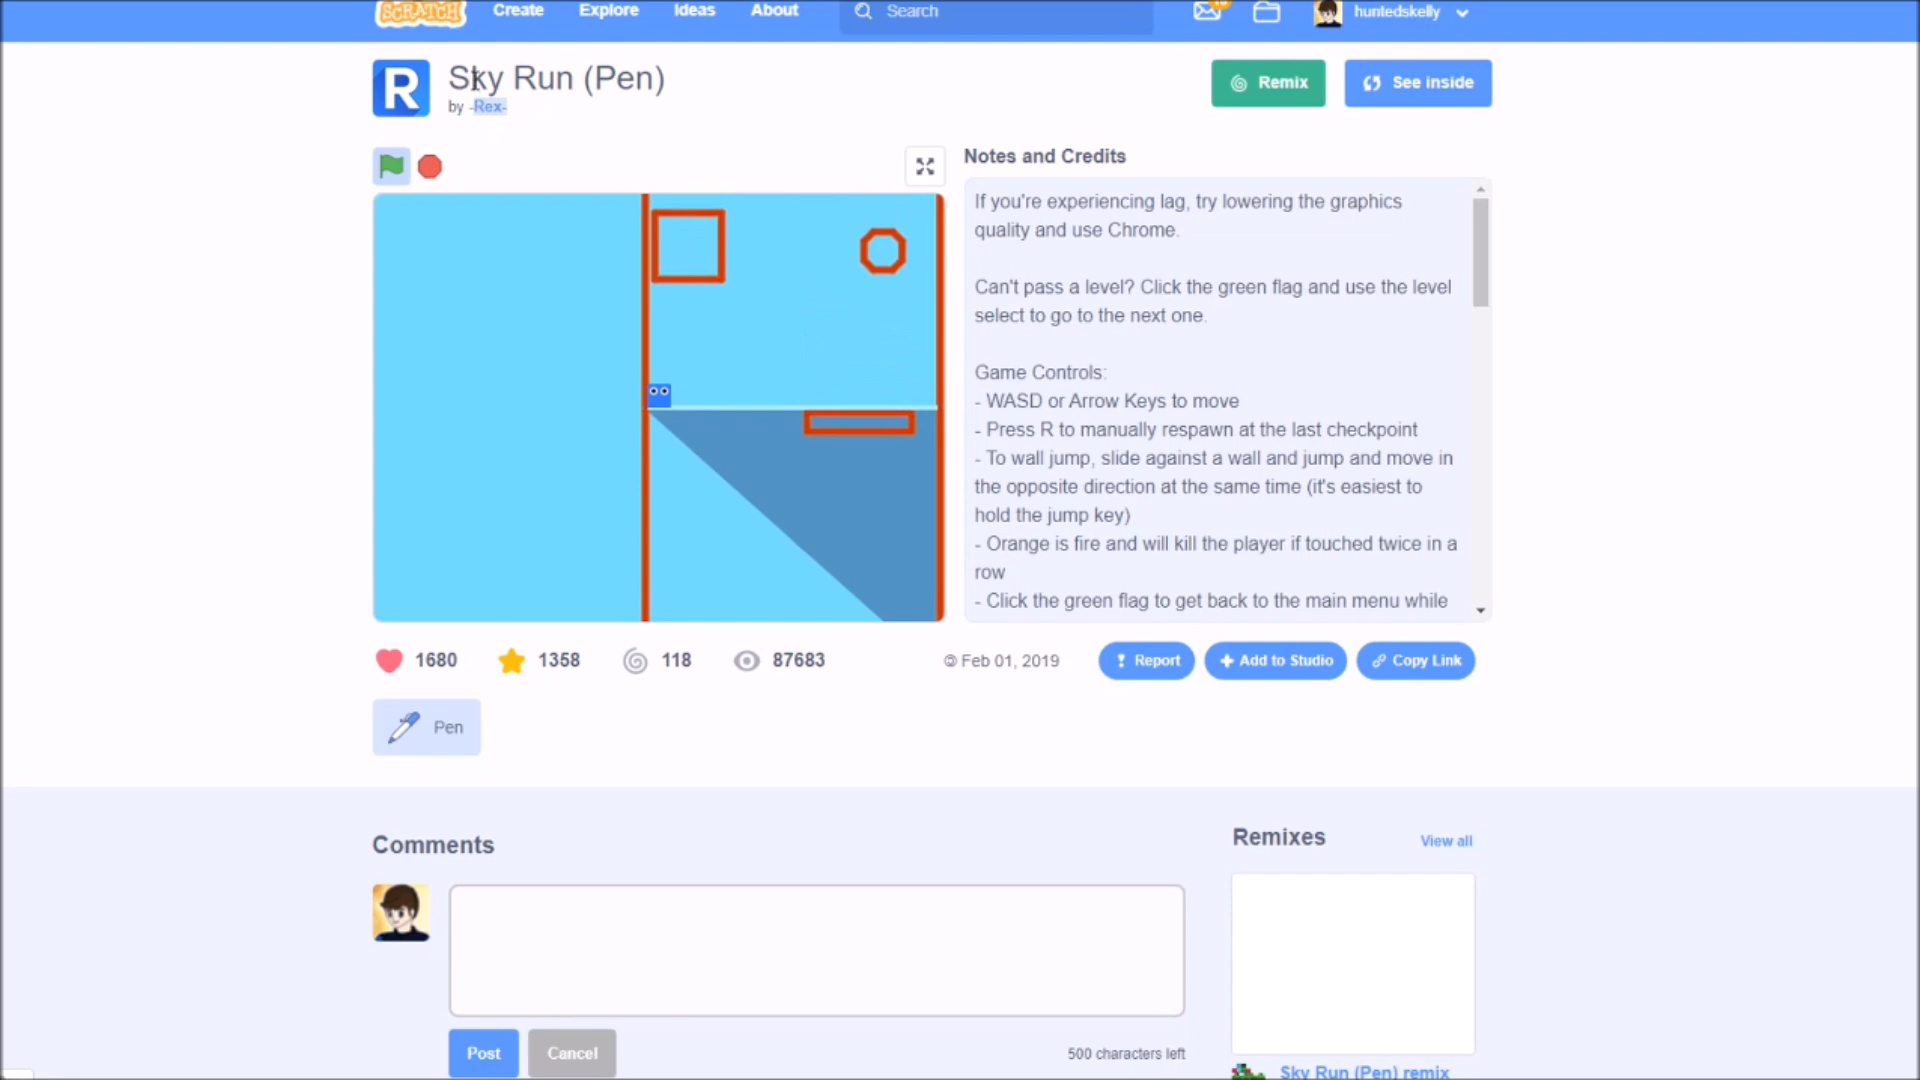 SCRATCH Create Explore Ideas About Search huntedskelly
R
Sky Run (Pen)
by -Rex-
Remix See inside
Notes and Credits
If you're experiencing lag, try lowering the graphics
quality and use Chrome.
Can't pass a level? Click the green flag and use the level
select to go to the next one.
Game Controls:
- WASD or Arrow Keys to move
- Press R to manually respawn at the last checkpoint
- To wall jump, slide against a wall and jump and move in
the opposite direction at the same time (it's easiest to
hold the jump key)
- Orange is fire and will kill the player if touched twice in a
row
- Click the green flag to get back to the main menu while
1680 1358 118 87683 © Feb 01, 2019 Report Add to Studio Copy Link
Pen
Comments
Remixes View all
Post Cancel 500 characters left
Sky Run (Pen) remix